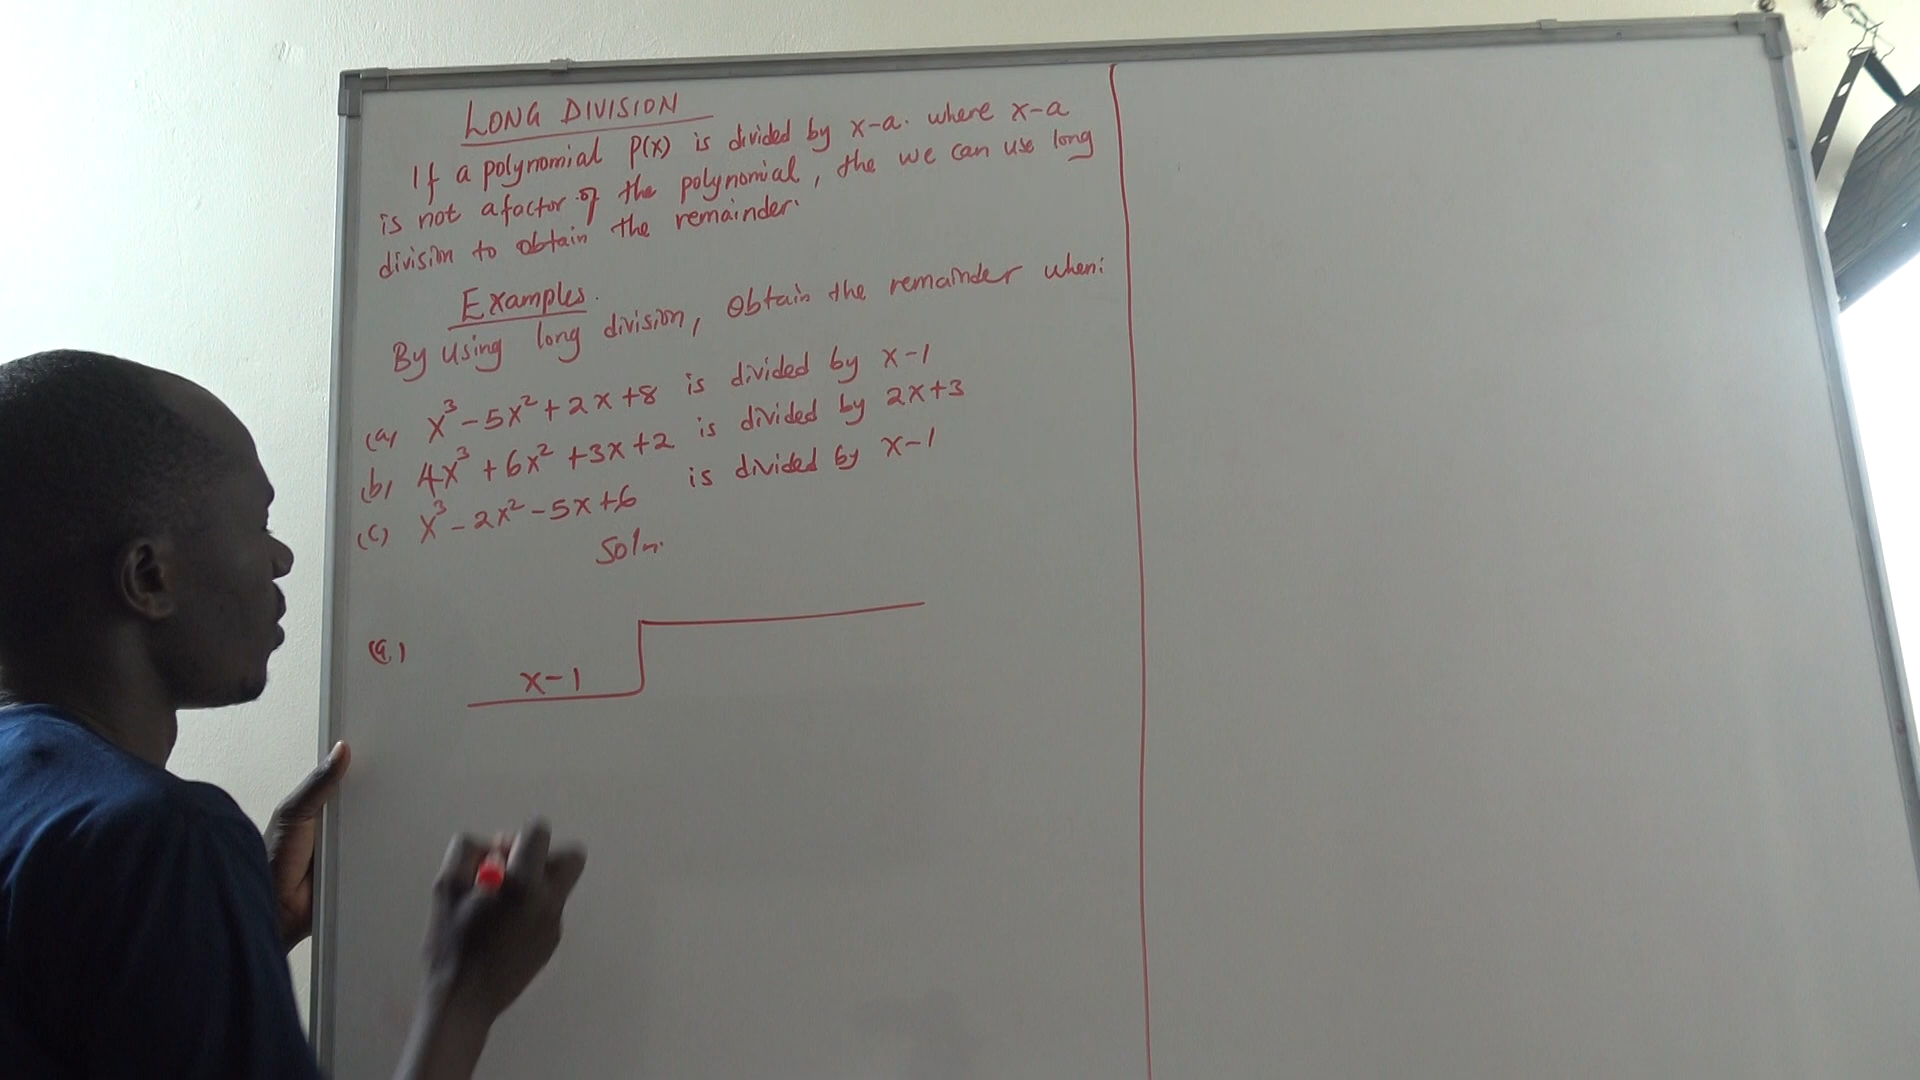 LONG DIVISION
If a polynomial P(x) is divided by x-a. where x-a
is not a factor of the polynomial, the we can use long
division to obtain the remainder.
Examples.
By using long division, Obtain the remainder when:
(a) x³-5x²+2x+8 is divided by x-1
(b) 4x³+6x²+3x+2 is divided by 2x+3
(c) x³-2x²-5x+6 is divided by x-1
Soln.
(a)
x-1